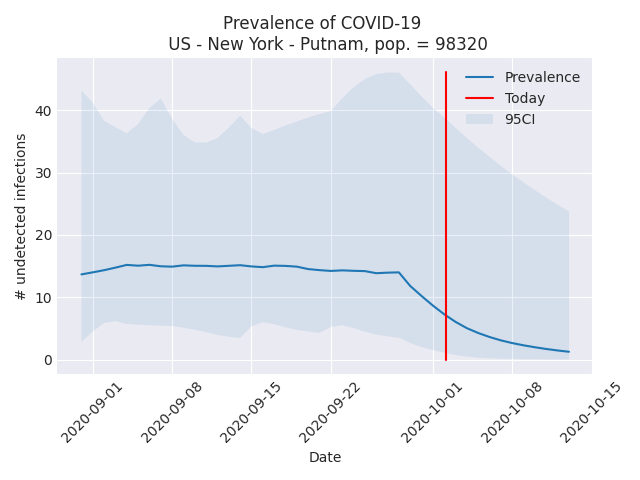 Prevalence of COVID-19
US - New York - Putnam, pop. = 98320
Prevalence
Today
95CI
# undetected infections
40
30
20
10
0
2020-09-01
2020-09-08
2020-09-15
2020-09-22
2020-10-01
2020-10-08
2020-10-15
Date